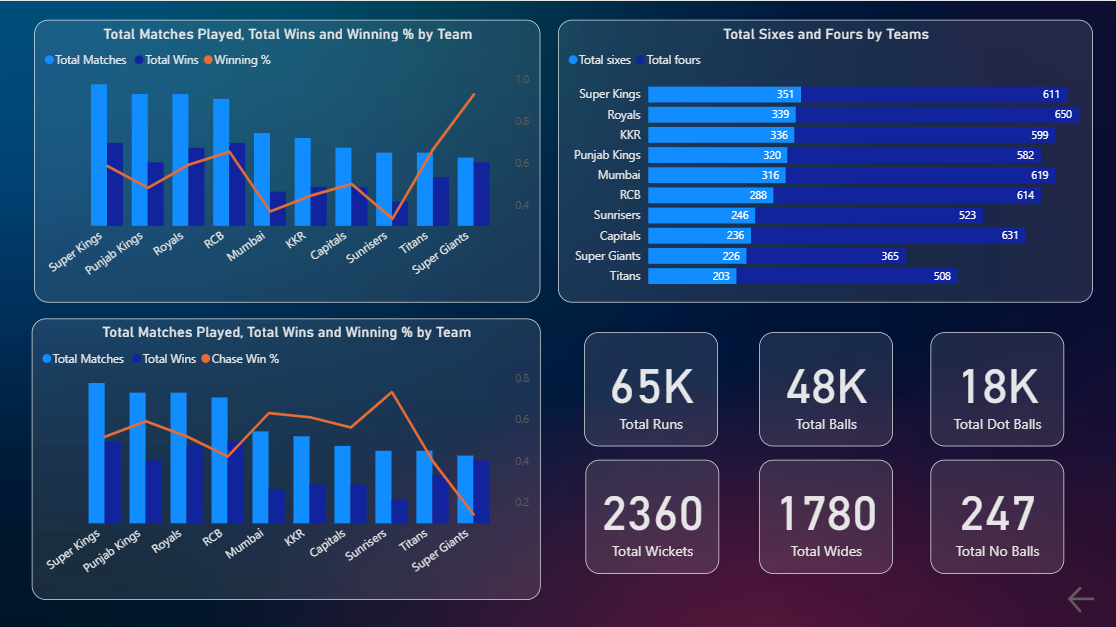 Total Matches Played, Total Wins and Winning % by Team
Total Matches Total Wins Winning %
1.0
0.8
0.6
0.4
Super Kings Punjab Kings Royals RCB Mumbai KKR Capitals Sunrisers Titans Super Giants
Total Sixes and Fours by Teams
Total sixes Total fours
Super Kings 351 611
Royals 339 650
KKR 336 599
Punjab Kings 320 582
Mumbai 316 619
RCB 288 614
Sunrisers 246 523
Capitals 236 631
Super Giants 226 365
Titans 203 508
Total Matches Played, Total Wins and Winning % by Team
Total Matches Total Wins Chase Win %
0.8
0.6
0.4
0.2
Super Kings Punjab Kings Royals RCB Mumbai KKR Capitals Sunrisers Titans Super Giants
65K 48K 18K
Total Runs Total Balls Total Dot Balls
2360 1780 247
Total Wickets Total Wides Total No Balls